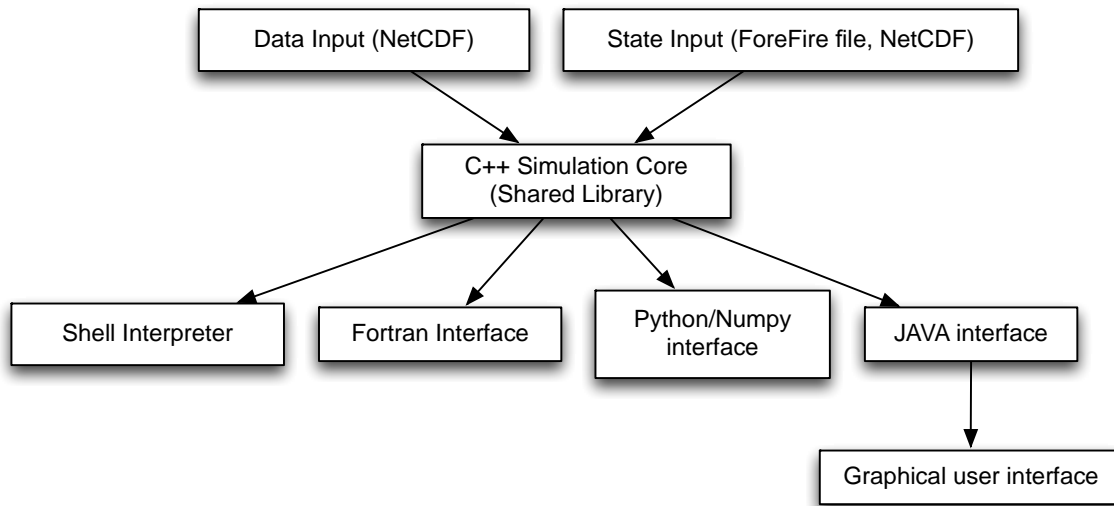 Data Input (NetCDF)
State Input (ForeFire file, NetCDF)
C++ Simulation Core
(Shared Library)
Shell Interpreter
Fortran Interface
Python/Numpy
interface
JAVA interface
Graphical user interface